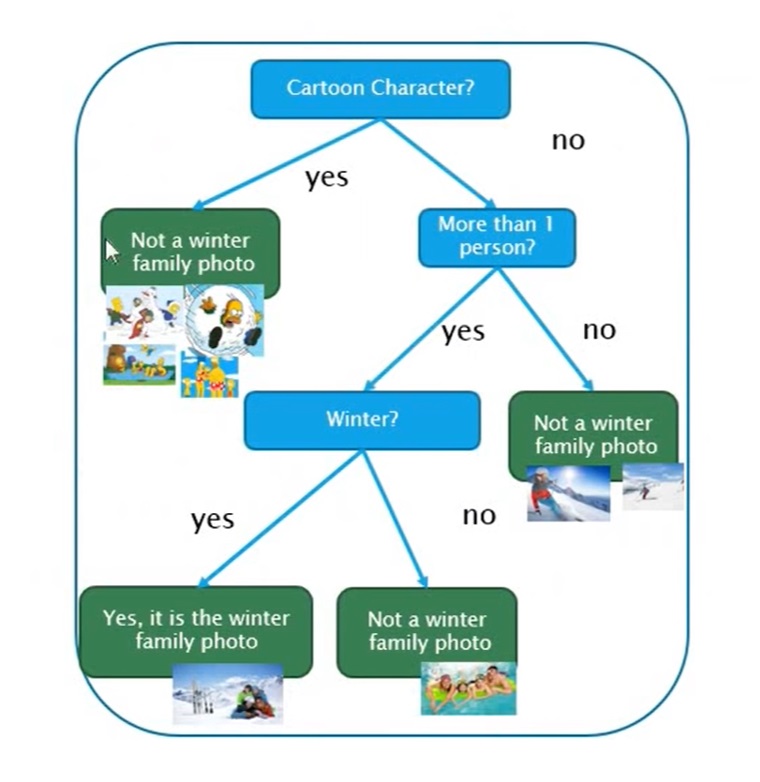 Cartoon Character?
no
yes
Not a winter
family photo
More than 1
person?
yes
no
Winter?
Not a winter
family photo
yes
no
Yes, it is the winter
family photo
Not a winter
family photo